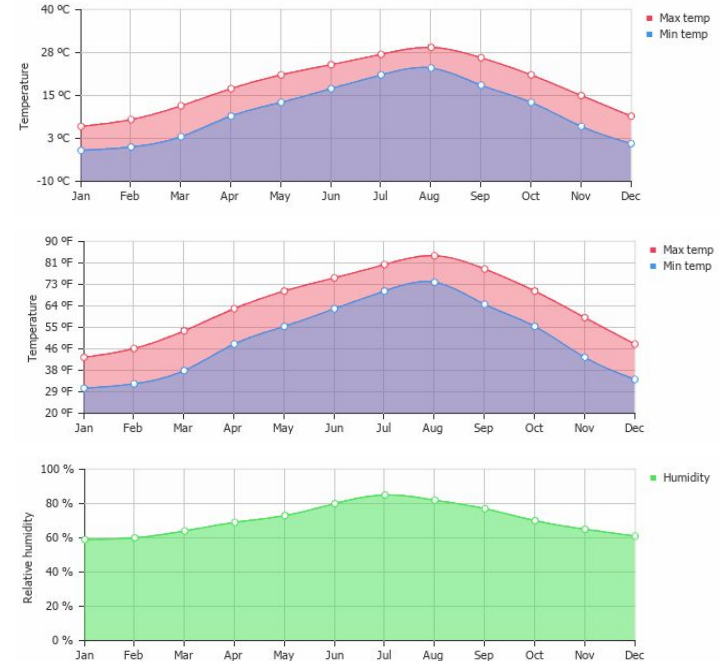 40 ºC
28 ºC
15 ºC
3 ºC
-10 ºC
Temperature
Jan Feb Mar Apr May Jun Jul Aug Sep Oct Nov Dec
Max temp
Min temp
90 ºF
81 ºF
73 ºF
64 ºF
55 ºF
46 ºF
38 ºF
29 ºF
20 ºF
Temperature
Jan Feb Mar Apr May Jun Jul Aug Sep Oct Nov Dec
Max temp
Min temp
100 %
80 %
60 %
40 %
20 %
0 %
Relative humidity
Jan Feb Mar Apr May Jun Jul Aug Sep Oct Nov Dec
Humidity